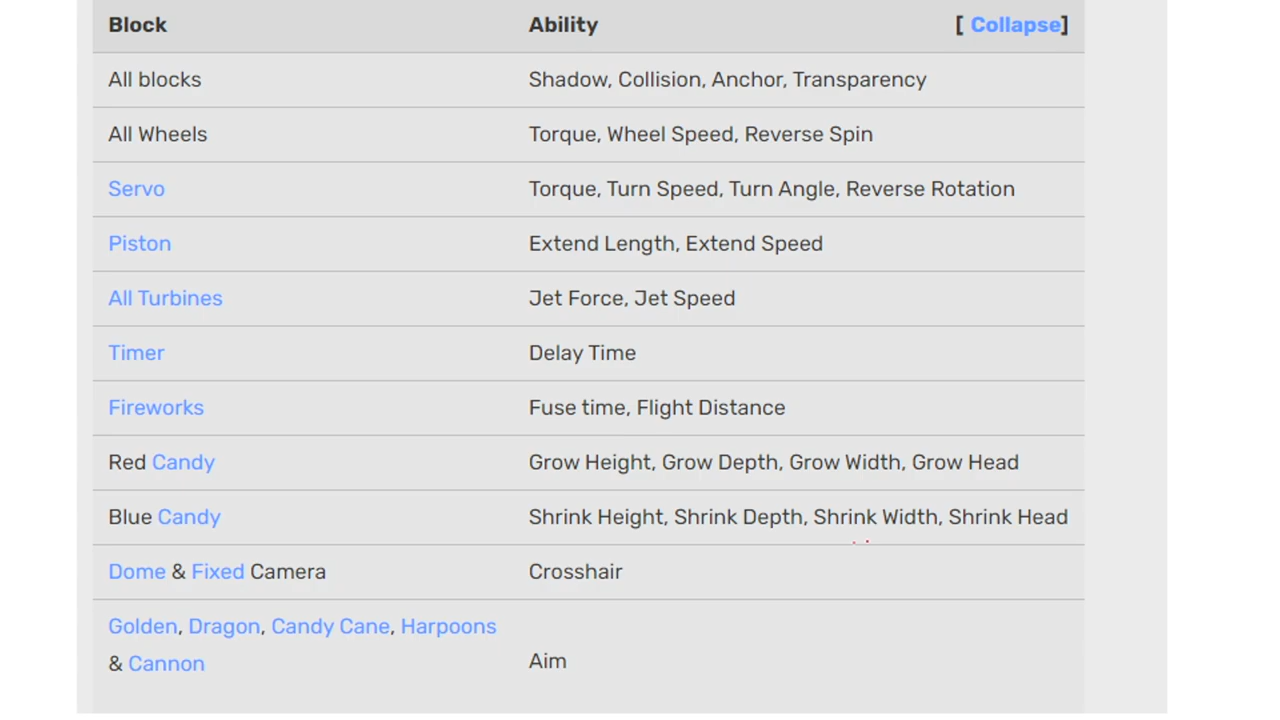 Block Ability [ Collapse]
All blocks Shadow, Collision, Anchor, Transparency
All Wheels Torque, Wheel Speed, Reverse Spin
Servo Torque, Turn Speed, Turn Angle, Reverse Rotation
Piston Extend Length, Extend Speed
All Turbines Jet Force, Jet Speed
Timer Delay Time
Fireworks Fuse time, Flight Distance
Red Candy Grow Height, Grow Depth, Grow Width, Grow Head
Blue Candy Shrink Height, Shrink Depth, Shrink Width, Shrink Head
Dome & Fixed Camera Crosshair
Golden, Dragon, Candy Cane, Harpoons
& Cannon Aim